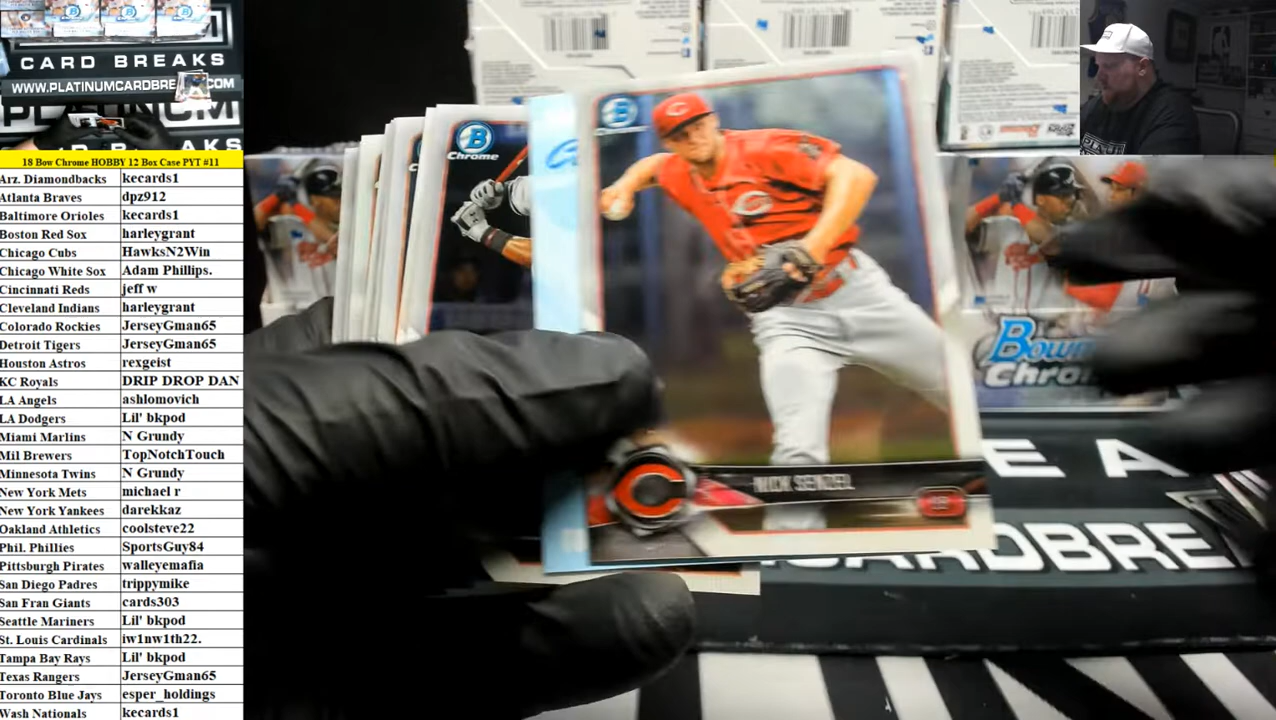 CARD BREAKS
WWW.PLATINUMCARDBRE
COM
18 Bow Chrome HOBBY 12 Box Case PYT #11
Arz. Diamondbacks kecards1
Atlanta Braves dpz912
Baltimore Orioles kecards1
Boston Red Sox harleygrant
Chicago Cubs HawksN2Win
Chicago White Sox Adam Phillips.
Cincinnati Reds jeff w
Cleveland Indians harleygrant
Colorado Rockies JerseyGman65
Detroit Tigers JerseyGman65
Houston Astros rexgeist
KC Royals DRIP DROP DAN
LA Angels ashlomovich
LA Dodgers Lil' bkpod
Miami Marlins N Grundy
Mil Brewers TopNotchTouch
Minnesota Twins N Grundy
New York Mets michael r
New York Yankees darekkaz
Oakland Athletics coolsteve22
Phil. Phillies SportsGuy84
Pittsburgh Pirates walleyemafia
San Diego Padres trippymike
San Fran Giants cards303
Seattle Mariners Lil' bkpod
St. Louis Cardinals iw1nw1th22.
Tampa Bay Rays Lil' bkpod
Texas Rangers JerseyGman65
Toronto Blue Jays esper_holdings
Wash Nationals kecards1
B
Chrome
B
C
NICK SENZEL
Bowm
Chro
E A
RDBRE